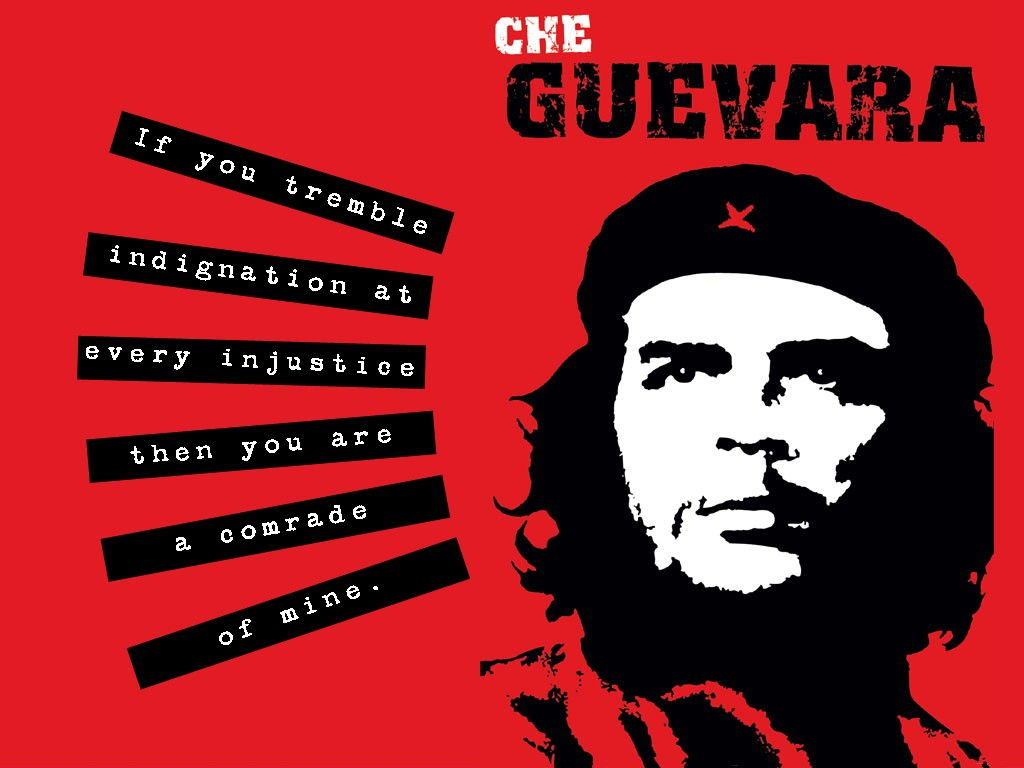 CHE
GUEVARA
If you tremble
indignation at
every injustice
then you are
a comrade
of mine.